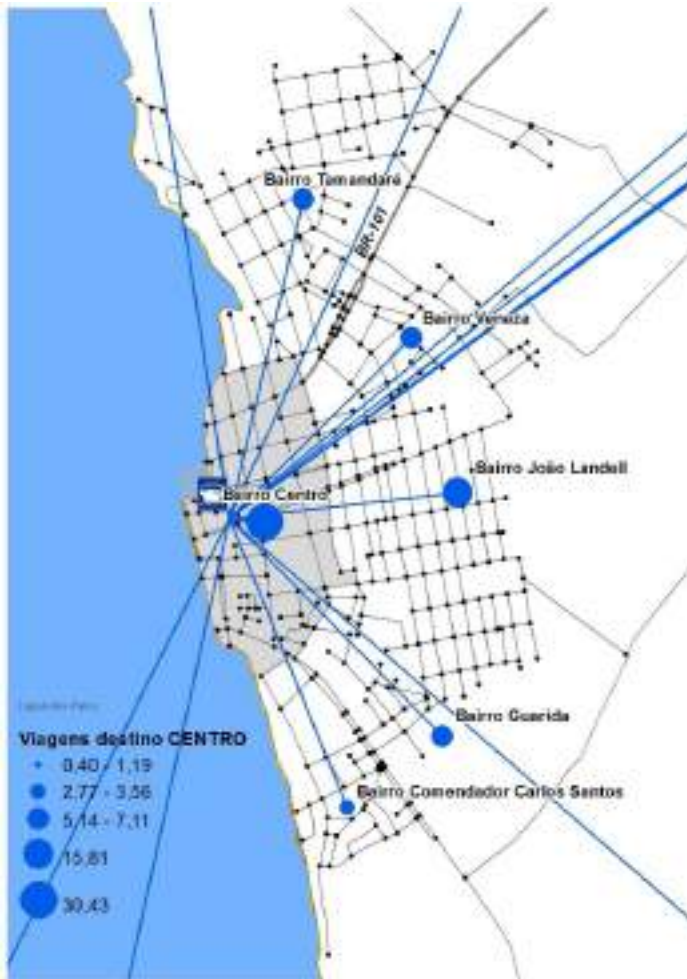 Bairro Tamandaré
BR-101
Bairro Veneza
Bairro João Landell
Bairro Centro
Bairro Guarida
Bairro Comendador Carlos Santos
Viagens destino CENTRO
0,40 - 1,19
2,77 - 3,56
5,14 - 7,11
15,81
30,43